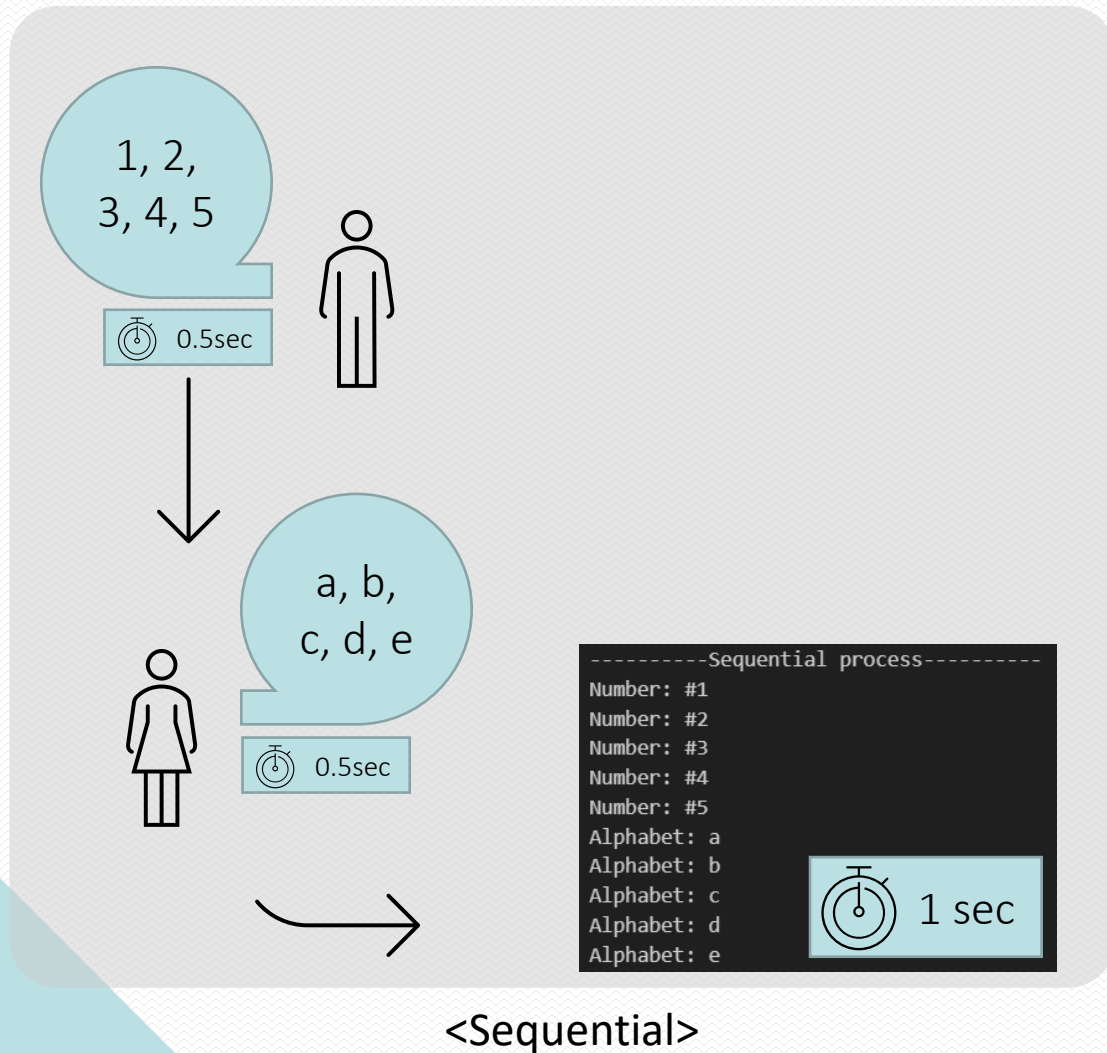 1, 2,
3, 4, 5
0.5sec
a, b,
c, d, e
0.5sec
----------Sequential process----------
Number: #1
Number: #2
Number: #3
Number: #4
Number: #5
Alphabet: a
Alphabet: b
Alphabet: c
Alphabet: d
Alphabet: e
1 sec
<Sequential>